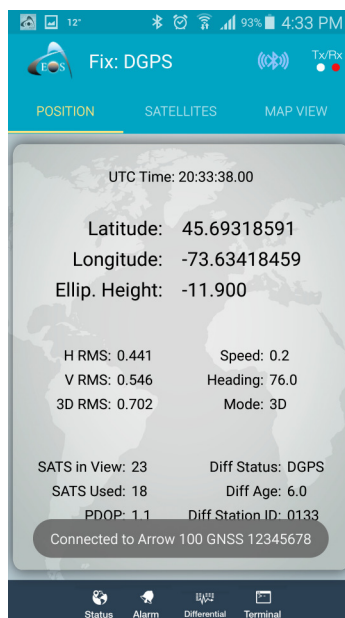 12° 93% 4:33 PM
EOS Fix: DGPS Tx/Rx
POSITION SATELLITES MAP VIEW
UTC Time: 20:33:38.00
Latitude: 45.69318591
Longitude: -73.63418459
Ellip. Height: -11.900
H RMS: 0.441 Speed: 0.2
V RMS: 0.546 Heading: 76.0
3D RMS: 0.702 Mode: 3D
SATS in View: 23 Diff Status: DGPS
SATS Used: 18 Diff Age: 6.0
PDOP: 1.1 Diff Station ID: 0133
Connected to Arrow 100 GNSS 12345678
Status Alarm Differential Terminal